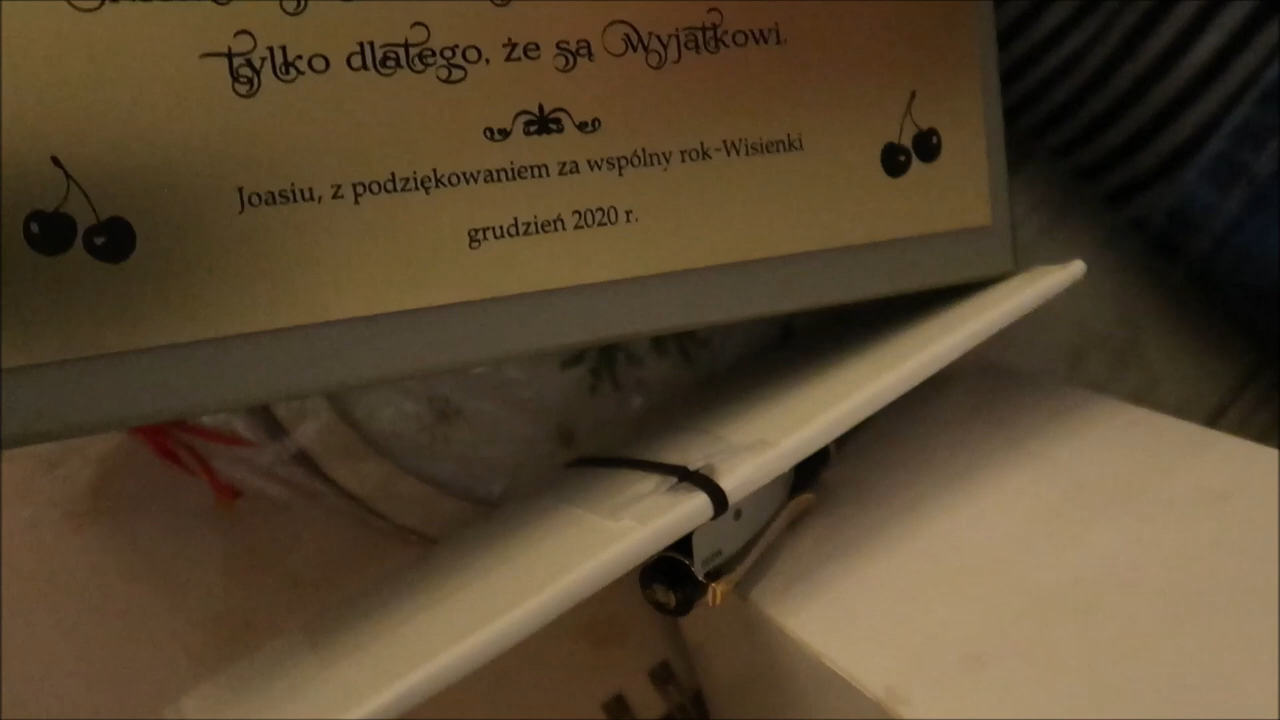 tylko dlatego, że są Wyjątkowi.
Joasiu, z podziękowaniem za wspólny rok-Wisienki
grudzień 2020 r.